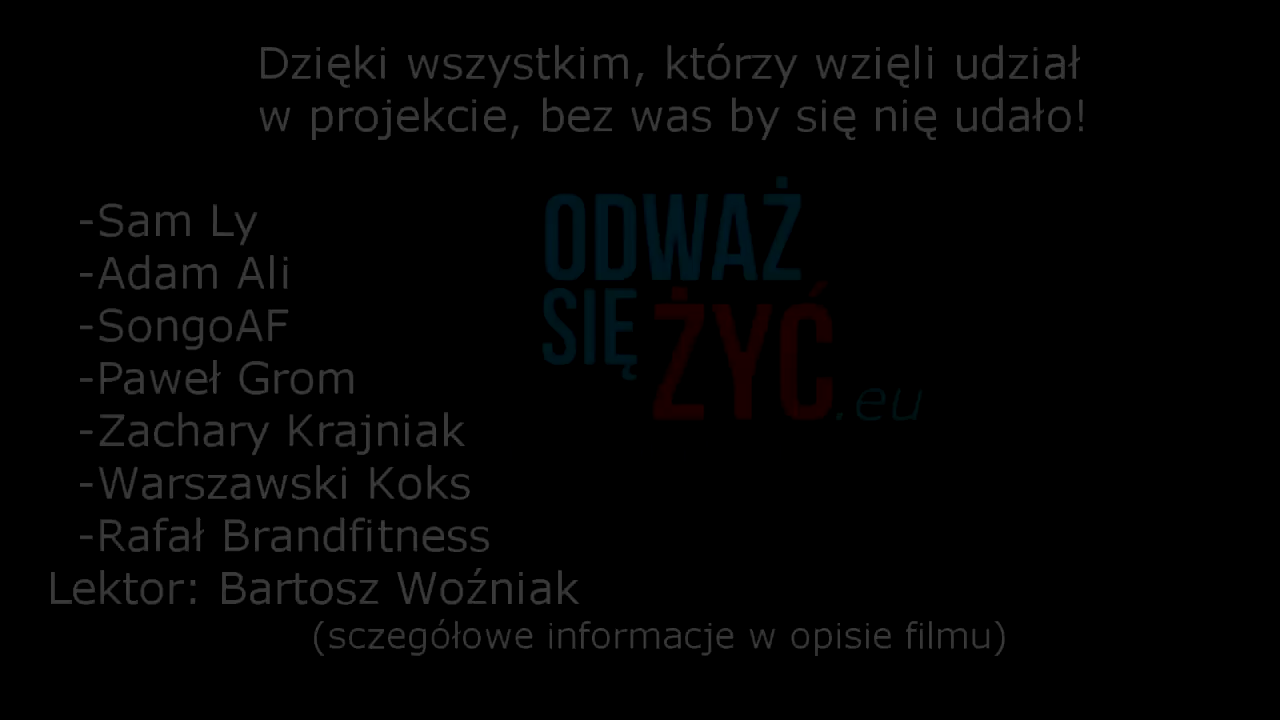 Dzięki wszystkim, którzy wzięli udział
w projekcie, bez was by się nię udało!
ODWAŻ
SIĘ ŻYĆ.eu
-Sam Ly
-Adam Ali
-SongoAF
-Paweł Grom
-Zachary Krajniak
-Warszawski Koks
-Rafał Brandfitness
Lektor: Bartosz Woźniak
(sczegółowe informacje w opisie filmu)